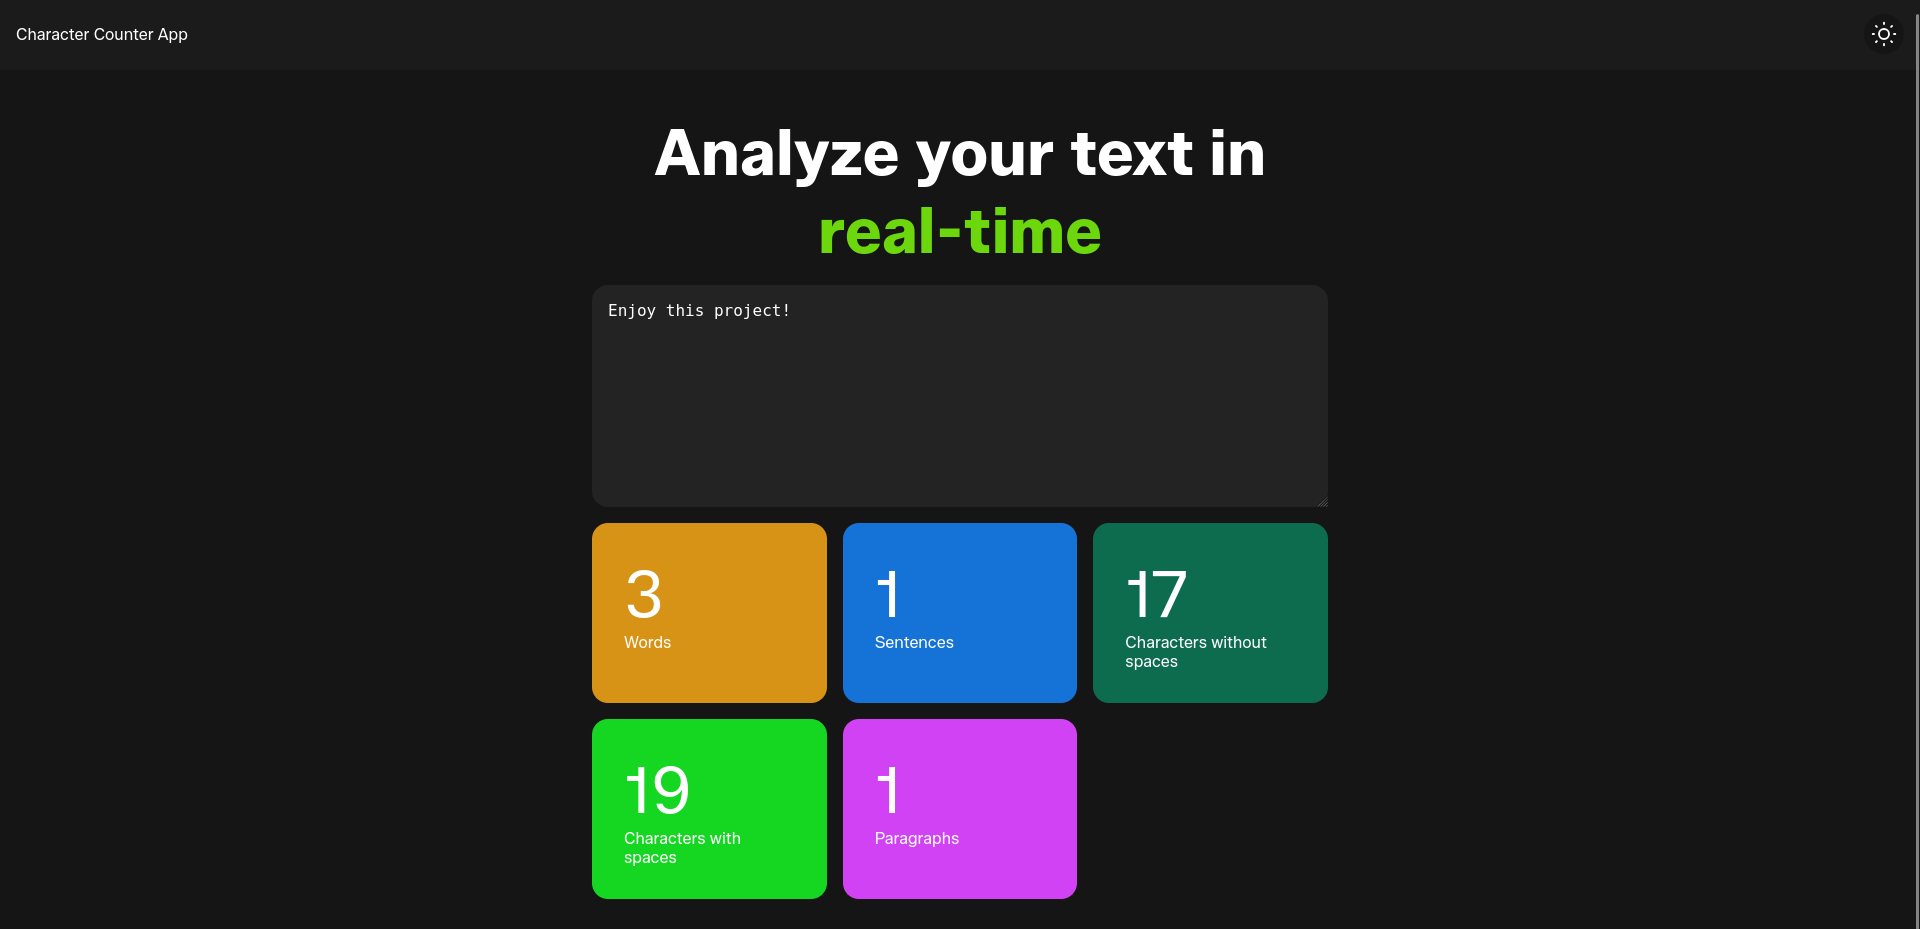 Character Counter App
Analyze your text in
real-time
Enjoy this project!
3
Words
1
Sentences
17
Characters without
spaces
19
Characters with
spaces
1
Paragraphs